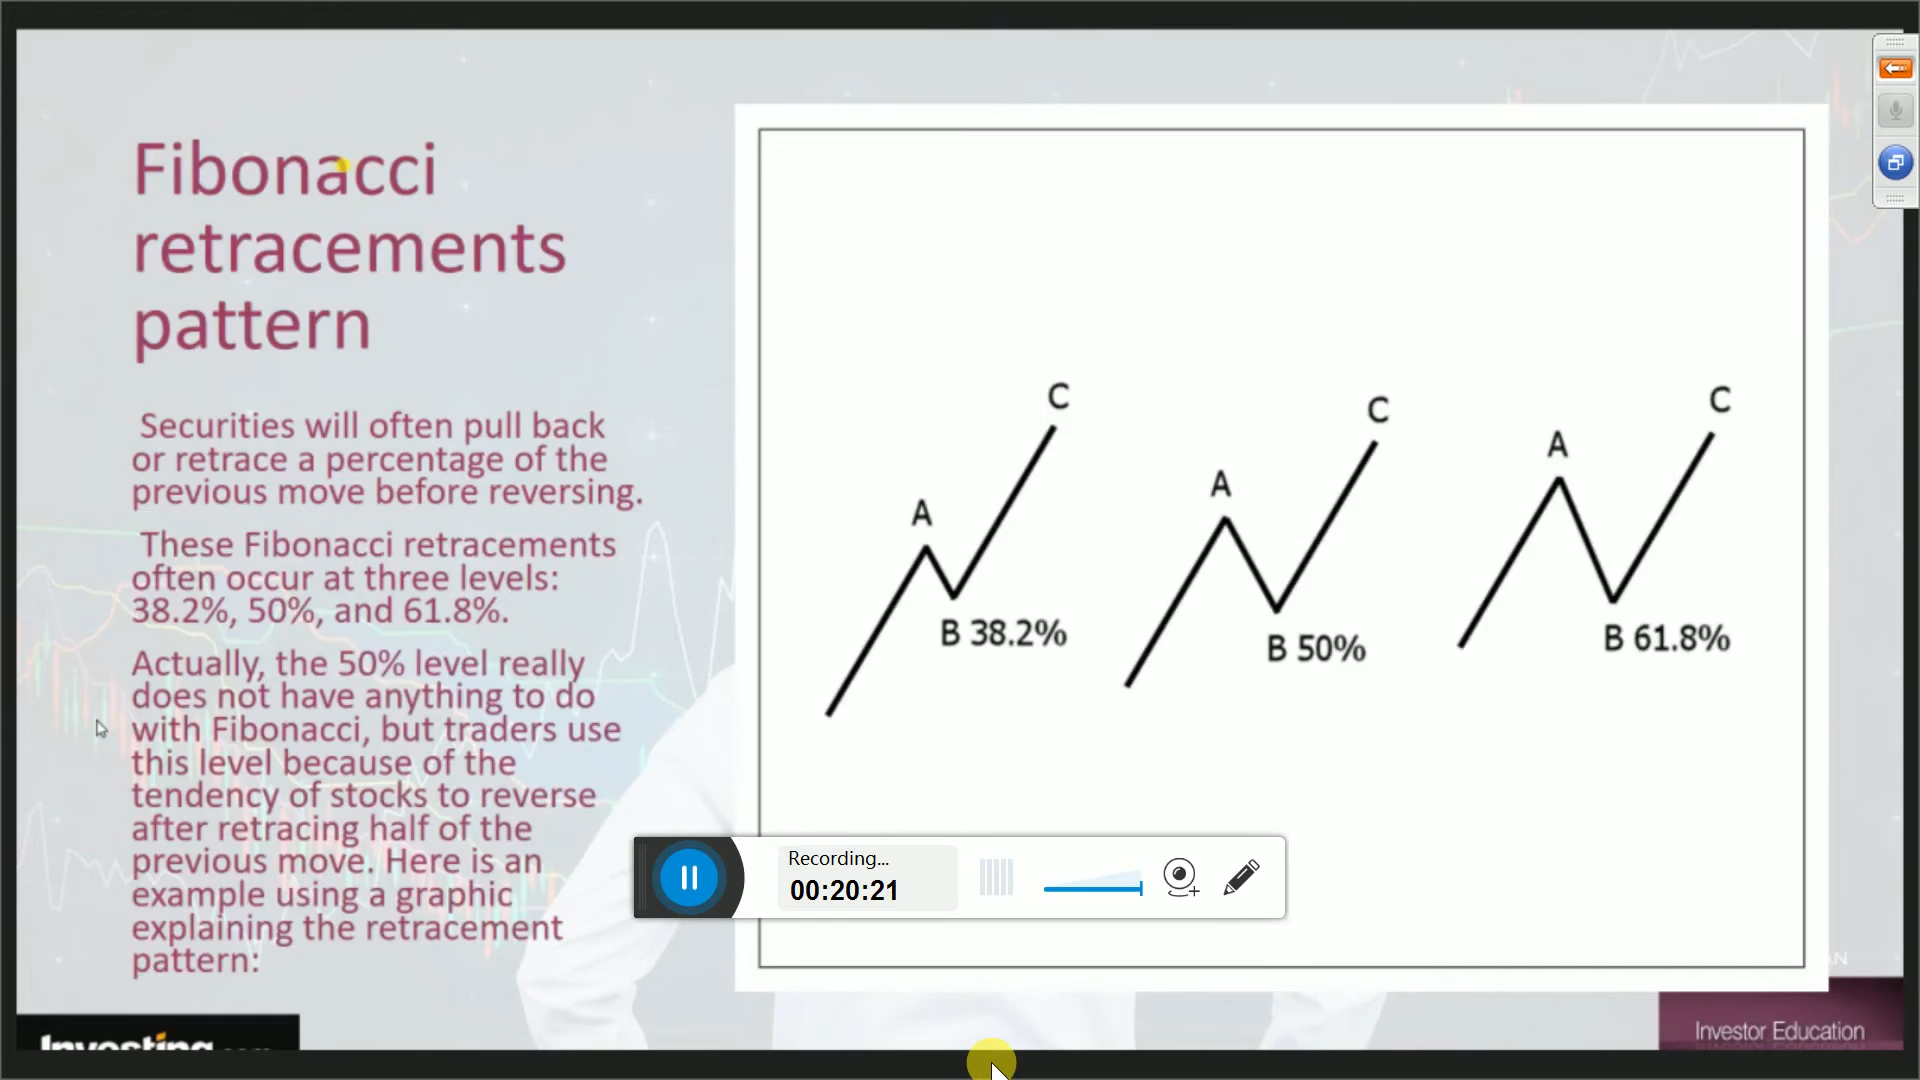 Fibonacci
retracements
pattern
Securities will often pull back
or retrace a percentage of the
previous move before reversing.
These Fibonacci retracements
often occur at three levels:
38.2%, 50%, and 61.8%.
Actually, the 50% level really
does not have anything to do
with Fibonacci, but traders use
this level because of the
tendency of stocks to reverse
after retracing half of the
previous move. Here is an
example using a graphic
explaining the retracement
pattern:
A
C
B 38.2%
A
C
B 50%
A
C
B 61.8%
Recording...
00:20:21
Investing.com
Investor Education